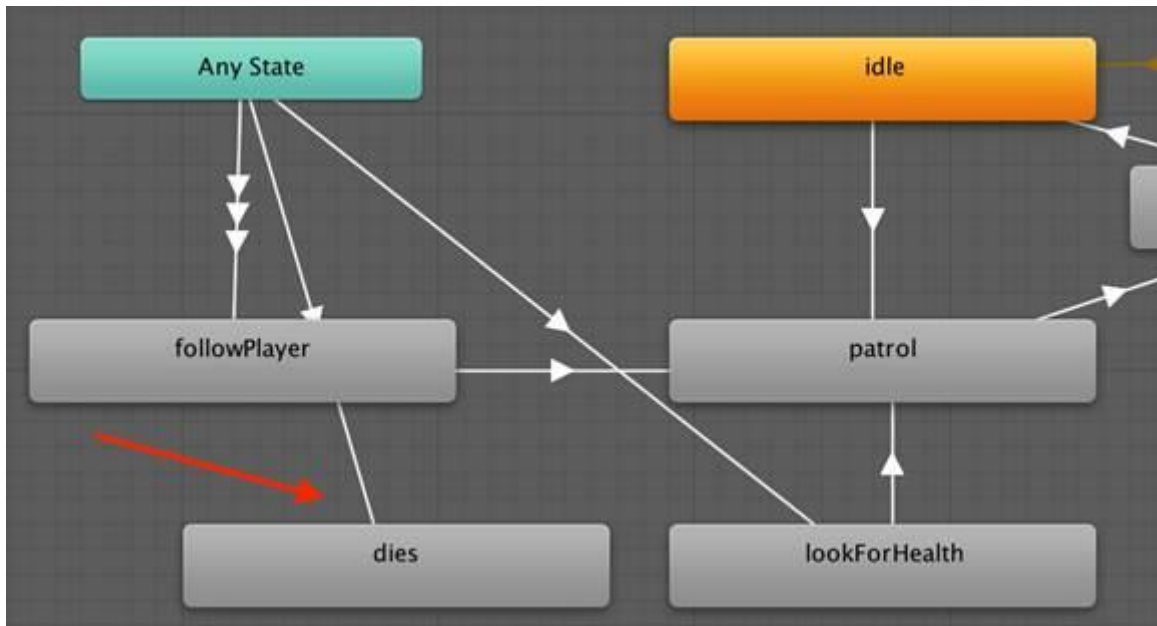 Any State
idle
followPlayer
patrol
dies
lookForHealth